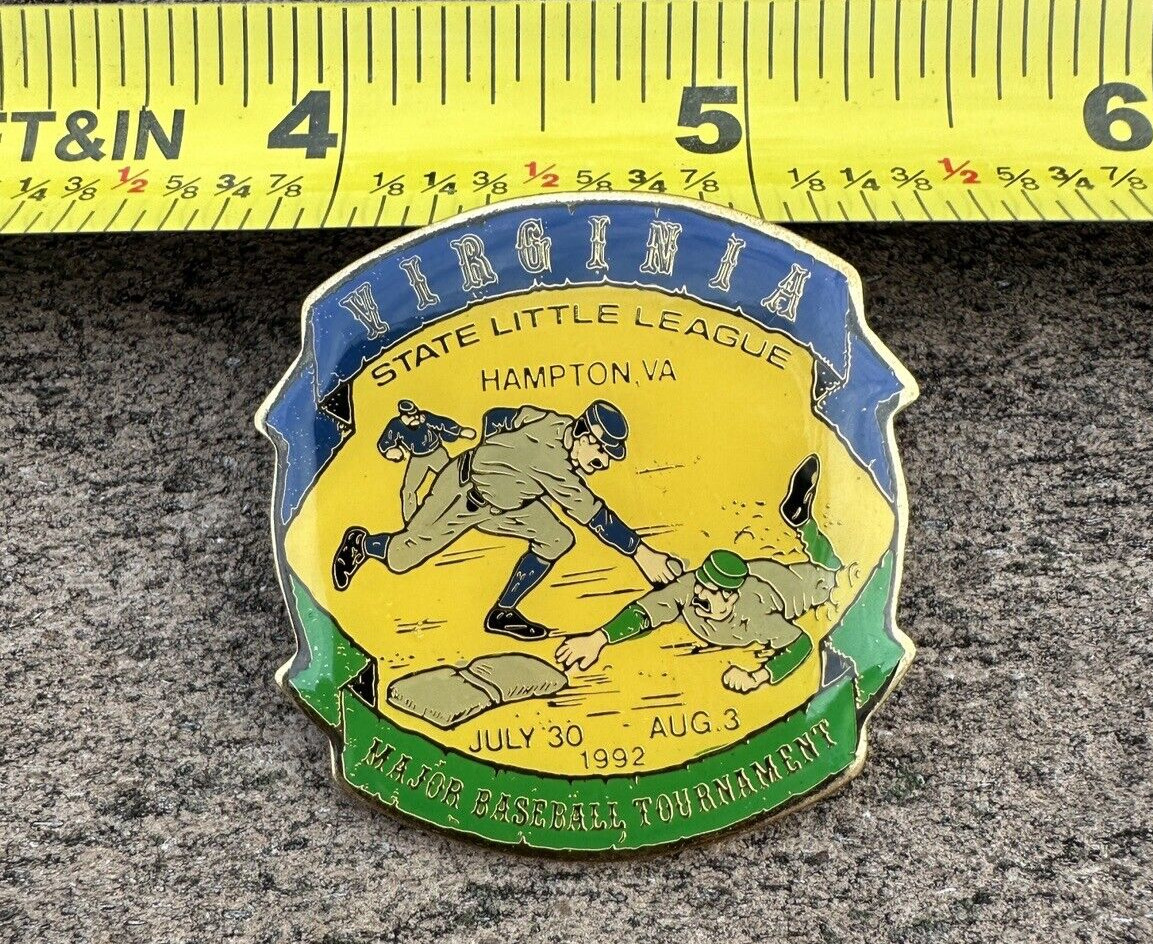 4 5 6
FT&IN
1/4 3/8 1/2 5/8 3/4 7/8 1/8 1/4 3/8 1/2 5/8 3/4 7/8 1/8 1/4 3/8 1/2 5/8 3/4 7/8
VIRGINIA
STATE LITTLE LEAGUE
HAMPTON, VA
JULY 30 AUG. 3
1992
MAJOR BASEBALL TOURNAMENT